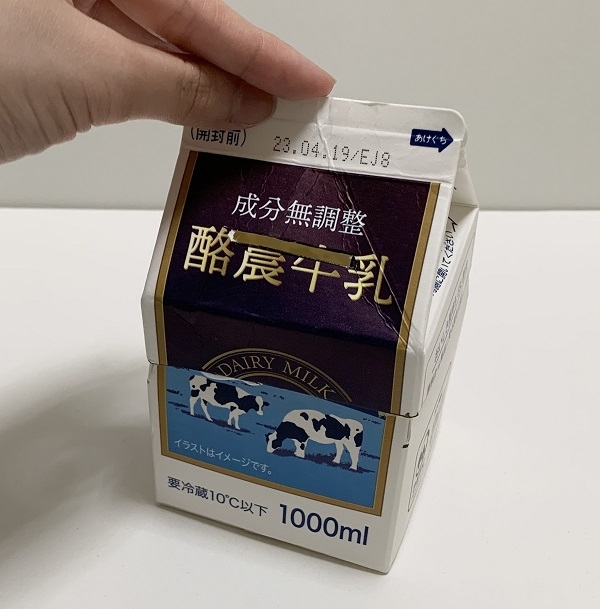 (開封前)
23.04.19/EJ8
あけぐち
成分無調整
酪農牛乳
DAIRY MILK
イラストはイメージです。
要冷蔵10℃以下 1000ml